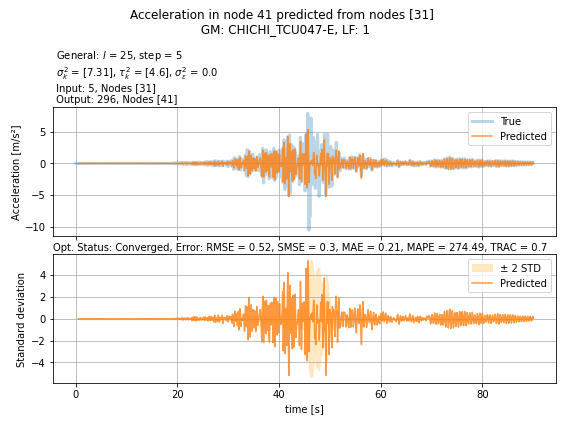 Acceleration in node 41 predicted from nodes [31]
GM: CHICHI_TCU047-E, LF: 1
General: l = 25, step = 5
σ²ₖ = [7.31], τ²ₖ = [4.6], σ²ε = 0.0
Input: 5, Nodes [31]
Output: 296, Nodes [41]
Acceleration [m/s²]
5
0
−5
−10
True
Predicted
Opt. Status: Converged, Error: RMSE = 0.52, SMSE = 0.3, MAE = 0.21, MAPE = 274.49, TRAC = 0.7
Standard deviation
4
2
0
−2
−4
± 2 STD
Predicted
0 20 40 60 80
time [s]